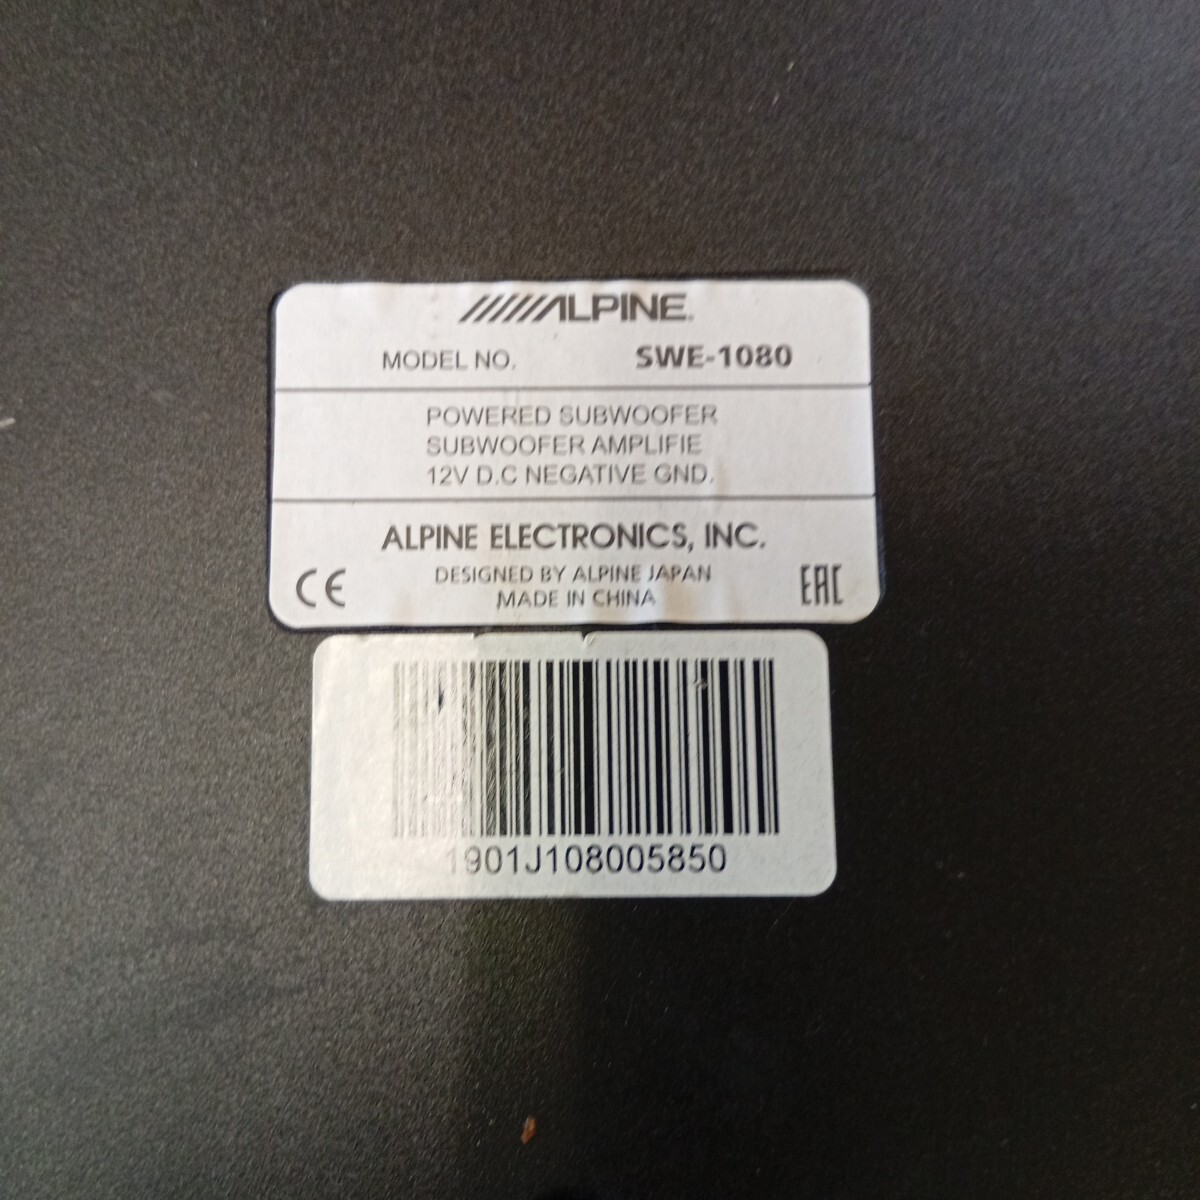 ALPINE
MODEL NO. SWE-1080
POWERED SUBWOOFER
SUBWOOFER AMPLIFIE
12V D.C NEGATIVE GND.
ALPINE ELECTRONICS, INC.
DESIGNED BY ALPINE JAPAN
CE MADE IN CHINA EAC
1901J108005850